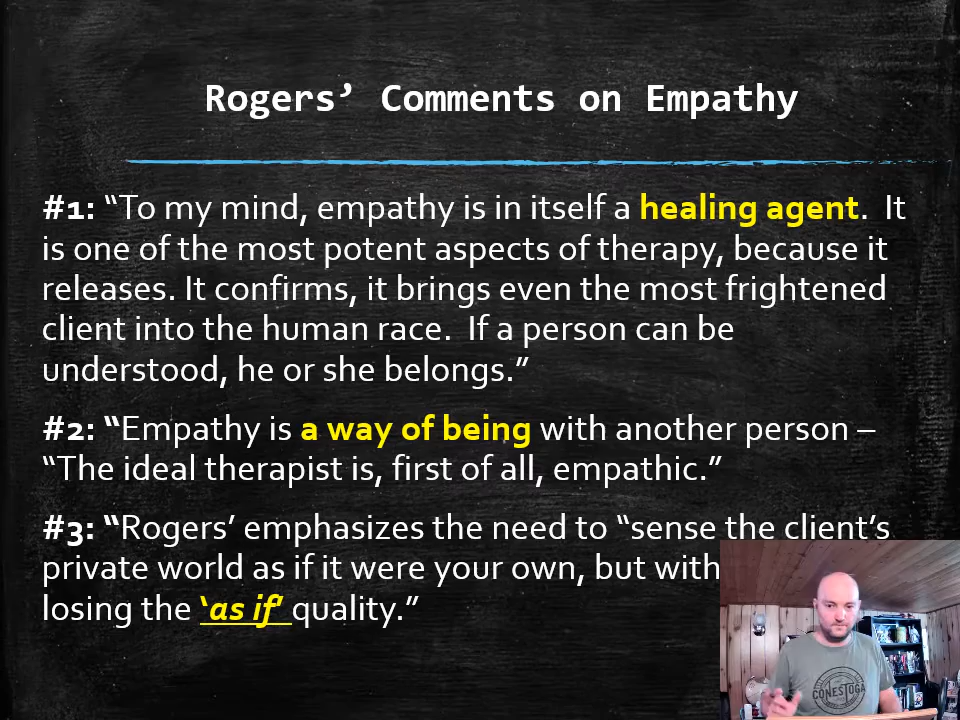 Rogers’ Comments on Empathy
#1: “To my mind, empathy is in itself a healing agent. It
is one of the most potent aspects of therapy, because it
releases. It confirms, it brings even the most frightened
client into the human race. If a person can be
understood, he or she belongs.”
#2: “Empathy is a way of being with another person –
“The ideal therapist is, first of all, empathic.”
#3: “Rogers’ emphasizes the need to “sense the client’s
private world as if it were your own, but with
losing the ‘as if’ quality.”
CONESTOGA